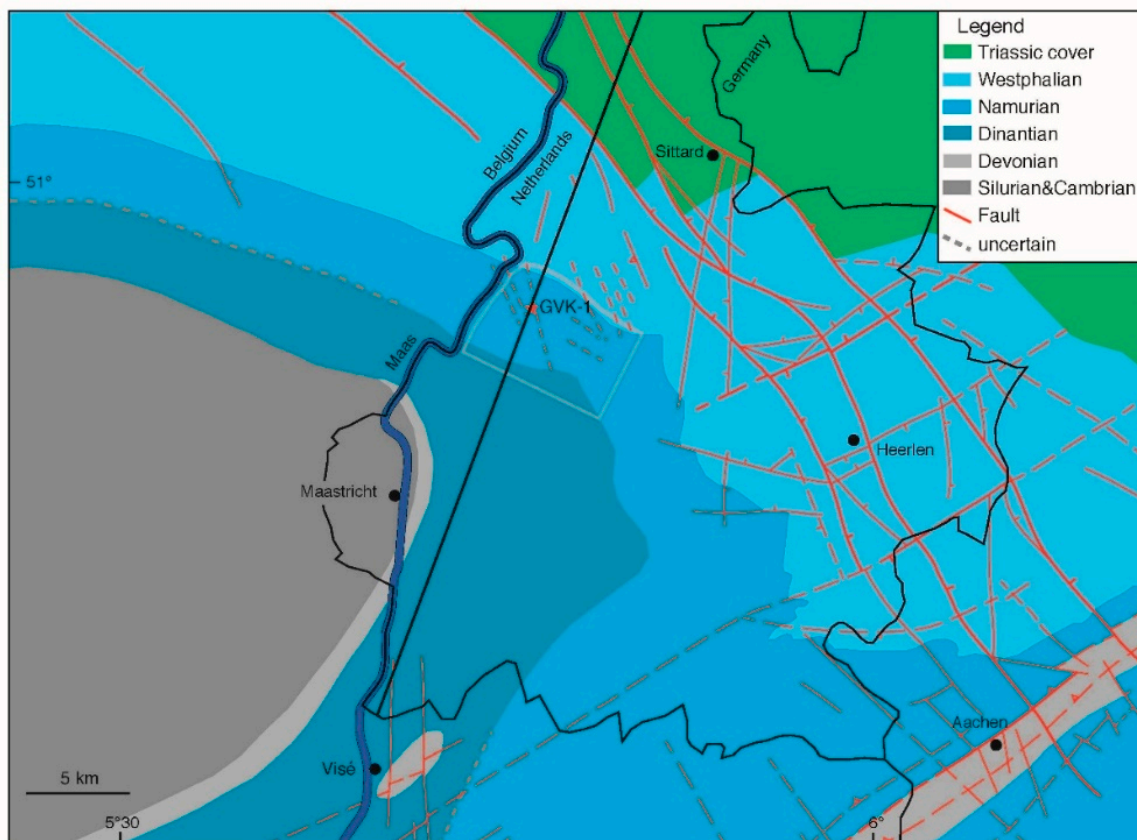 Legend
Triassic cover
Westphalian
Namurian
Dinantian
Devonian
Silurian&Cambrian
Fault
uncertain
Germany
Belgium
Netherlands
Sittard
51°
GVK-1
Maas
Heerlen
Maastricht
Aachen
Visé
5 km
5°30
6°